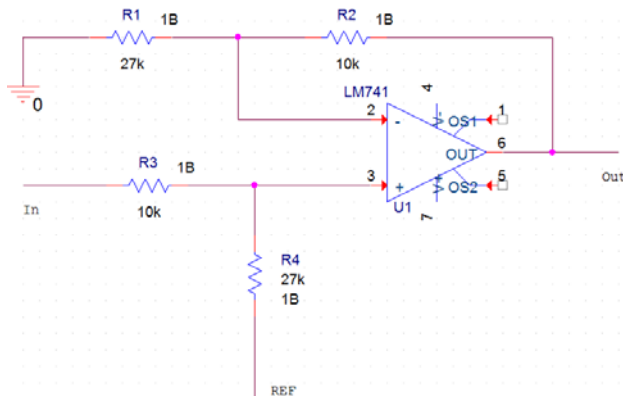 R1 1B
27k
R2
10k
0
LM741
4
2
-
V-
OS1
1
OUT
6
3
+
V+
OS2
5
U1
7
Out
R3 1B
10k
In
R4
27k
1B
REF